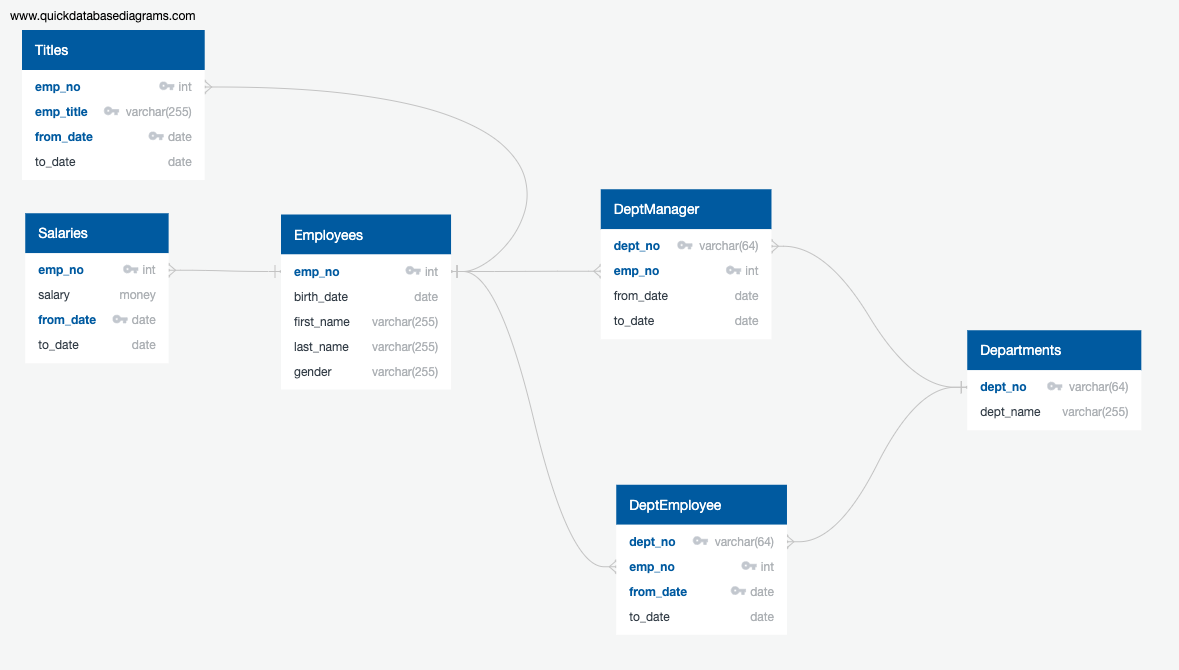 www.quickdatabasediagrams.com
Titles
emp_no int
emp_title varchar(255)
from_date date
to_date date
Salaries
emp_no int
salary money
from_date date
to_date date
Employees
emp_no int
birth_date date
first_name varchar(255)
last_name varchar(255)
gender varchar(255)
DeptManager
dept_no varchar(64)
emp_no int
from_date date
to_date date
Departments
dept_no varchar(64)
dept_name varchar(255)
DeptEmployee
dept_no varchar(64)
emp_no int
from_date date
to_date date